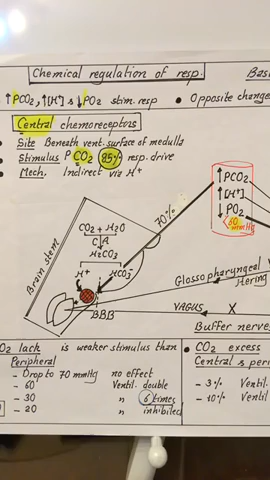 Chemical regulation of resp. Bas
↑PCO2, ↑[H+] & ↓PO2 stim. resp • Opposite change
Central chemoreceptors
• Site Beneath vent. surface of medulla
• Stimulus PCO2 85% resp. drive
• Mech. Indirect via H+
↑ PCO2
↑ [H+]
↓ PO2
<60 mmHg
70%
Brain stem
CO2 + H2O
CA
H2CO3
H+ HCO3-
BBB
Glossopharyngeal
Hering
VAGUS X
Buffer nerve
O2 lack is weaker stimulus than
Peripheral
- Drop to 70 mmHg no effect
- 60 Ventil. double
- 30 " 6 times
- 20 " inhibited
• CO2 excess
Central & peri
- 3% Ventil.
- 10% Ventil.